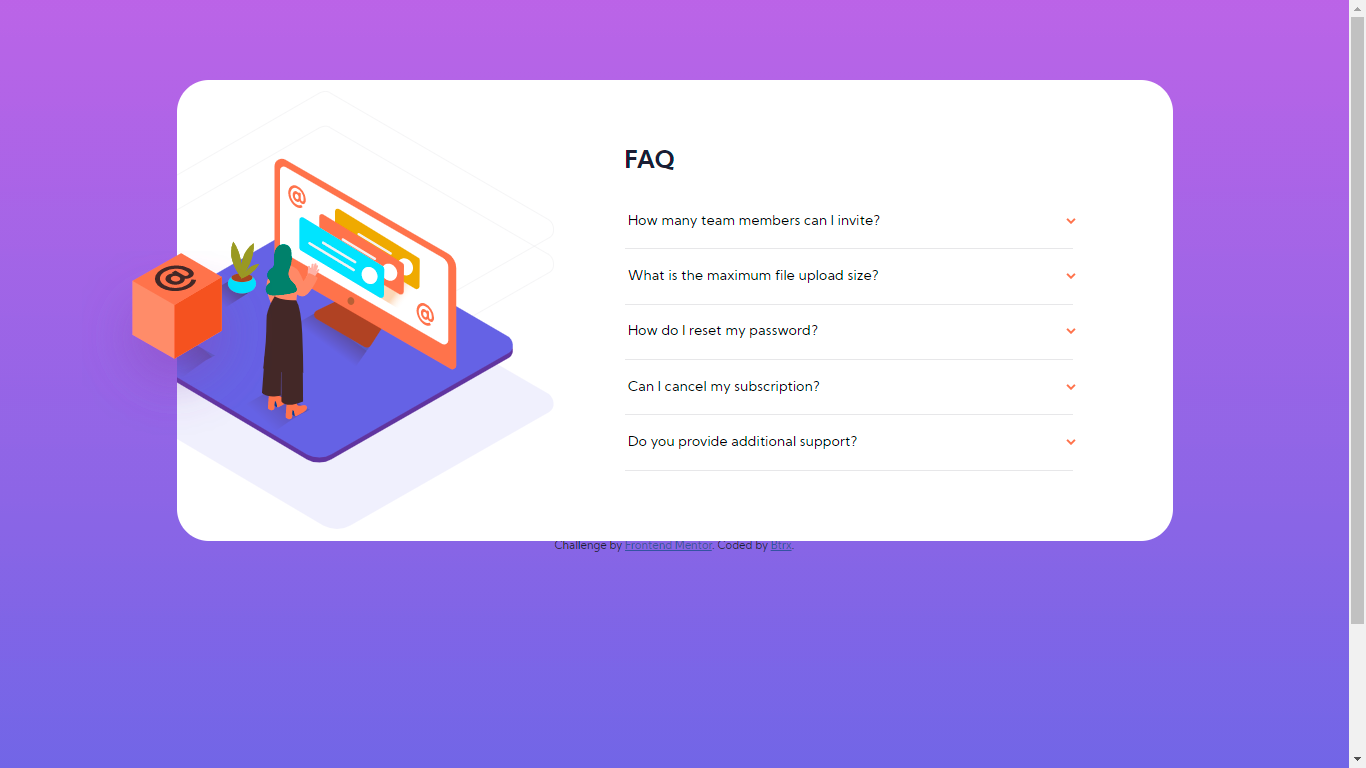 FAQ
How many team members can I invite?
What is the maximum file upload size?
How do I reset my password?
Can I cancel my subscription?
Do you provide additional support?
Challenge by Frontend Mentor. Coded by Btrx.
@
@
@